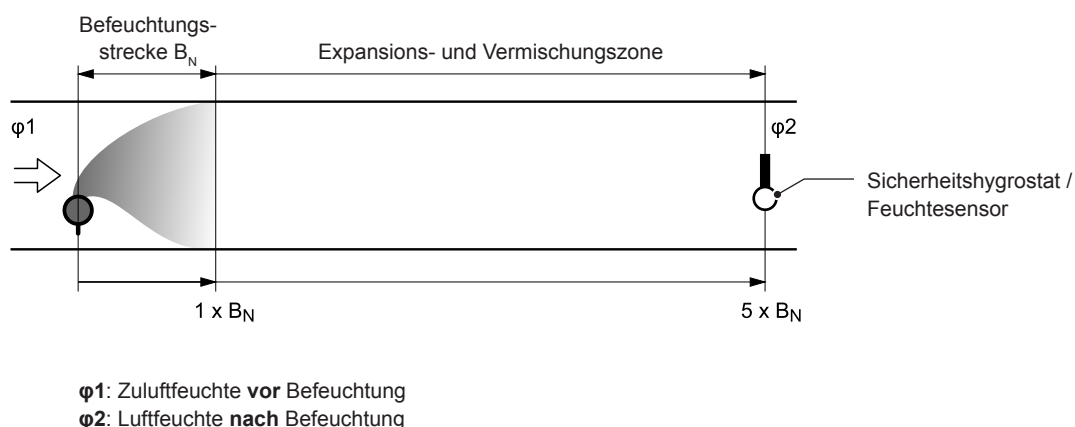 Befeuchtungs-
strecke B_N
Expansions- und Vermischungszone
φ1
φ2
Sicherheitshygrostat /
Feuchtesensor
1 x B_N
5 x B_N
φ1: Zuluftfeuchte vor Befeuchtung
φ2: Luftfeuchte nach Befeuchtung